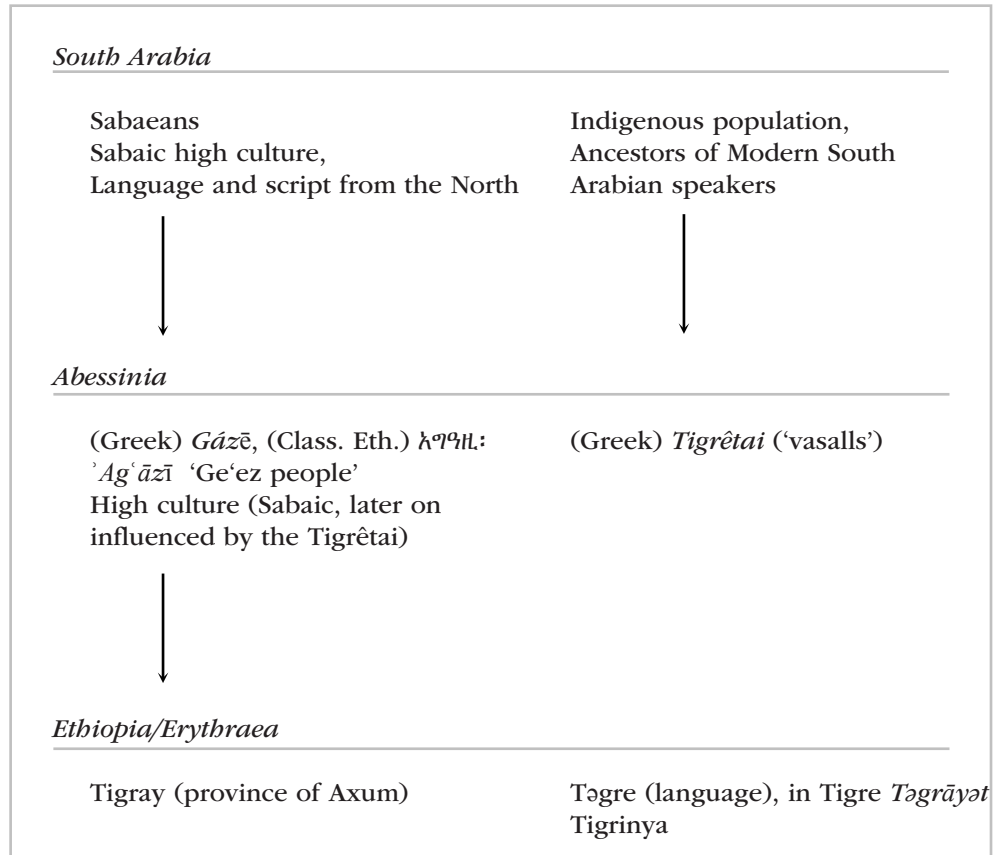 South Arabia
Sabaeans
Sabaic high culture,
Language and script from the North
Indigenous population,
Ancestors of Modern South
Arabian speakers
Abessinia
(Greek) Gázē, (Class. Eth.) አግዓዚ፡
ʾAgʿāzī ‘Ge‘ez people’
High culture (Sabaic, later on
influenced by the Tigrêtai)
(Greek) Tigrêtai (‘vasalls’)
Ethiopia/Erythraea
Tigray (province of Axum)
Təgre (language), in Tigre Təgrāyət
Tigrinya